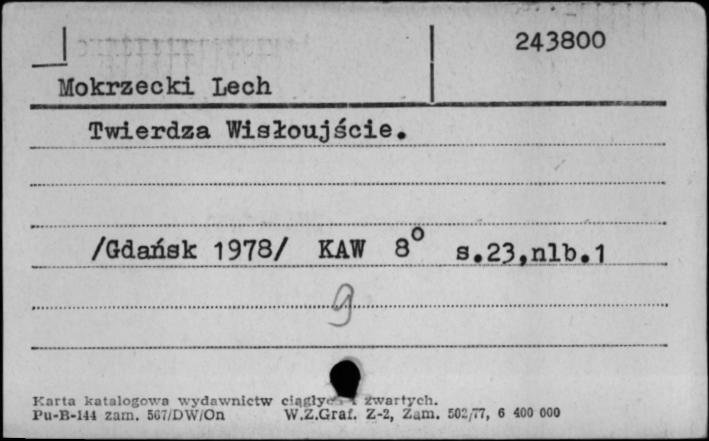 243800
Mokrzecki Lech
Twierdza Wisłoujście.
/Gdańsk 1978/ KAW 8° s.23,nlb.1
g
Karta katalogowa wydawnictw ciągłych i zwartych.
Pu-B-144 zam. 567/DW/On W.Z.Graf. Z-2, Zam. 502/77, 6 400 000